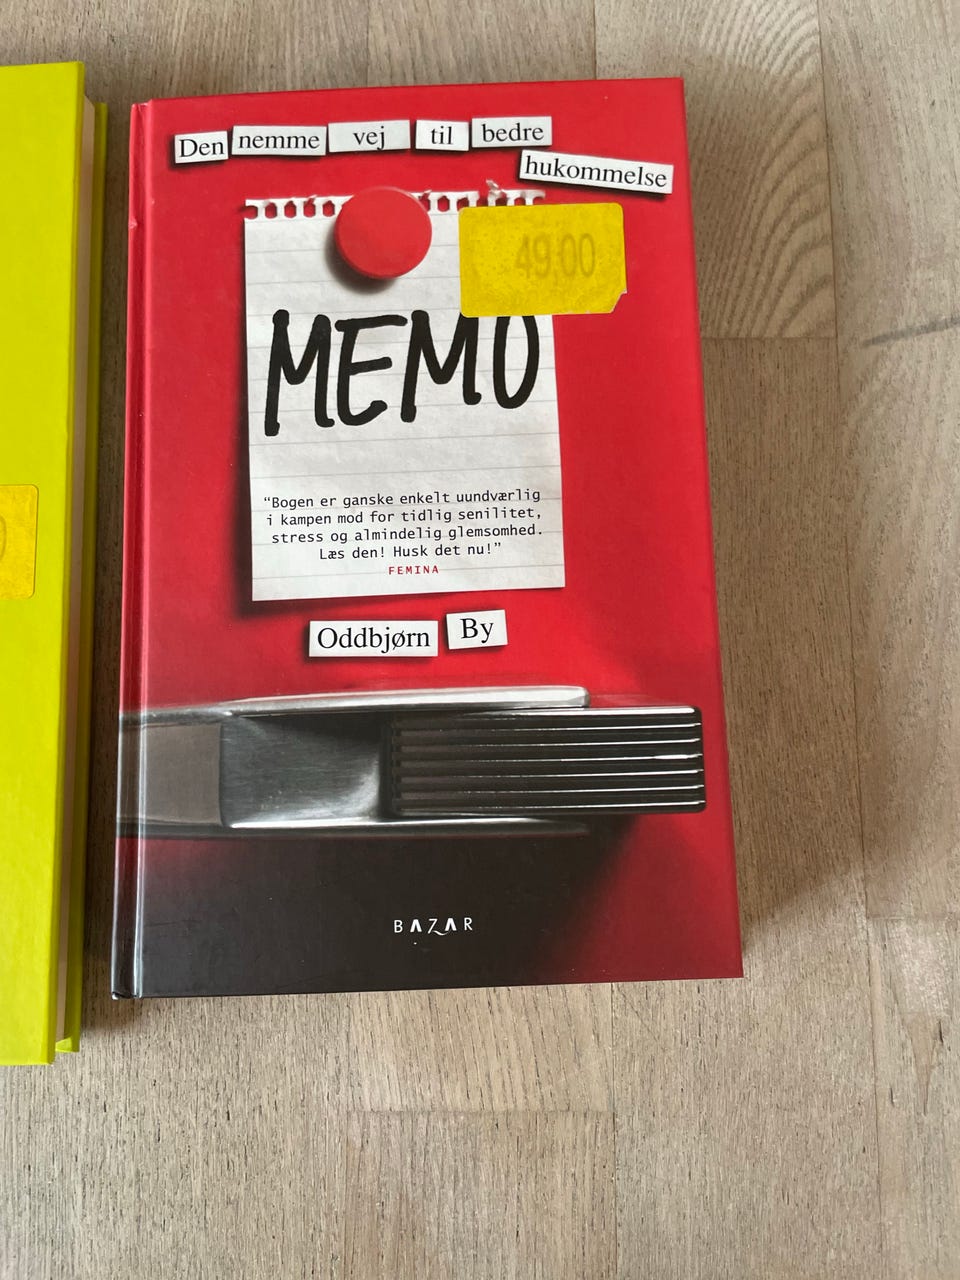 Den nemme vej til bedre
hukommelse
49.00
MEMO
“Bogen er ganske enkelt uundværlig
i kampen mod for tidlig senilitet,
stress og almindelig glemsomhed.
Læs den! Husk det nu!”
FEMINA
Oddbjørn By
BAZAR